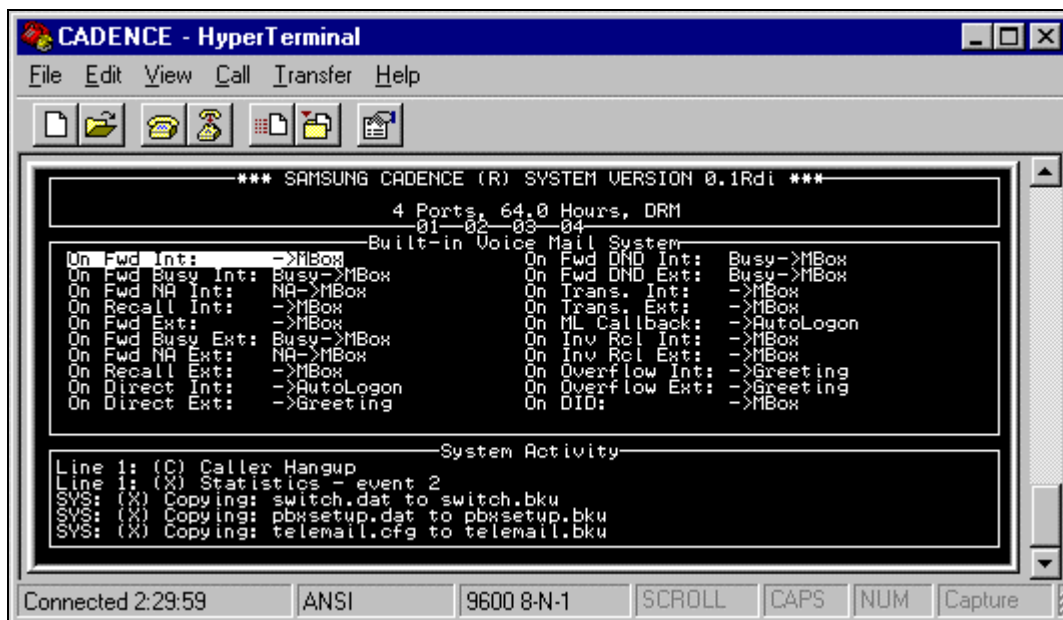 CADENCE - HyperTerminal
File Edit View Call Transfer Help
*** SAMSUNG CADENCE (R) SYSTEM VERSION 0.1Rdi ***
4 Ports, 64.0 Hours, DRM
01 02 03 04
Built-in Voice Mail System
On Fwd Int: ->MBox On Fwd DND Int: Busy->MBox
On Fwd Busy Int: Busy->MBox On Fwd DND Ext: Busy->MBox
On Fwd NA Int: NA->MBox On Trans. Int: ->MBox
On Recall Int: ->MBox On Trans. Ext: ->MBox
On Fwd Ext: ->MBox On ML Callback: ->AutoLogon
On Fwd Busy Ext: Busy->MBox On Inv Rcl Int: ->MBox
On Fwd NA Ext: NA->MBox On Inv Rcl Ext: ->MBox
On Recall Ext: ->MBox On Overflow Int: ->Greeting
On Direct Int: ->AutoLogon On Overflow Ext: ->Greeting
On Direct Ext: ->Greeting On DID: ->MBox
System Activity
Line 1: (C) Caller Hangup
Line 1: (X) Statistics - event 2
SYS: (X) Copying: switch.dat to switch.bku
SYS: (X) Copying: pbxsetup.dat to pbxsetup.bku
SYS: (X) Copying: telemail.cfg to telemail.bku
Connected 2:29:59 ANSI 9600 8-N-1 SCROLL CAPS NUM Capture